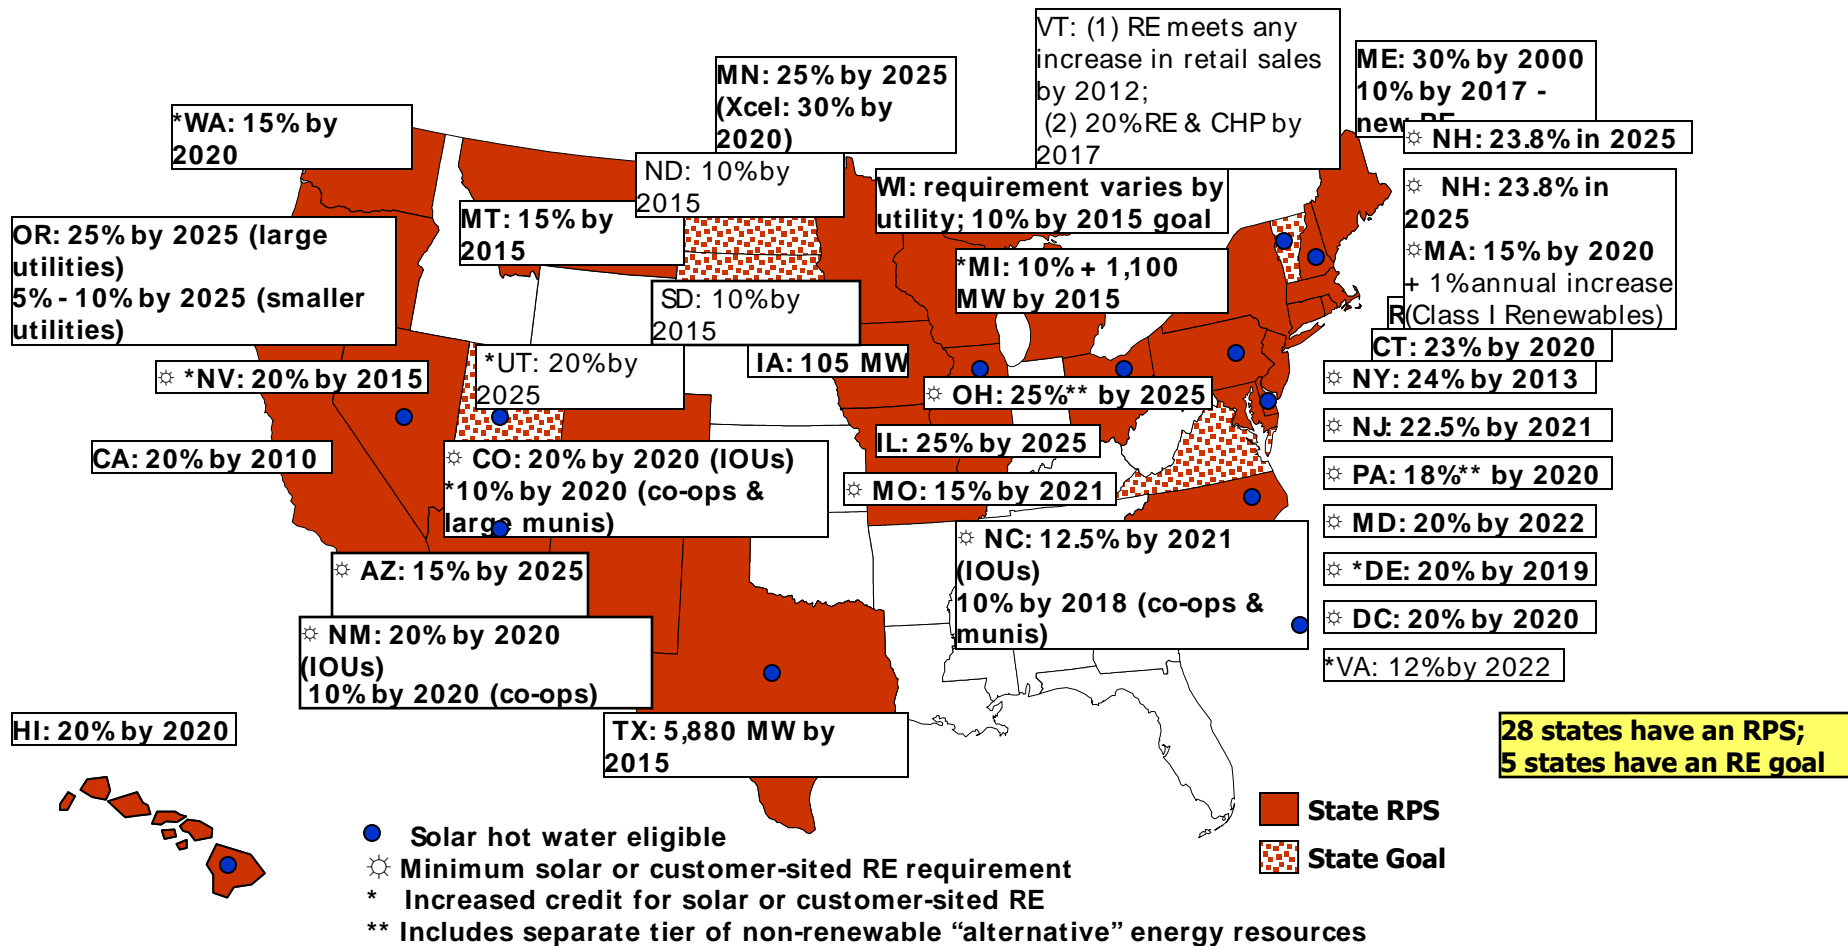 VT: (1) RE meets any
increase in retail sales
by 2012;
(2) 20% RE & CHP by
2017
ME: 30% by 2000
10% by 2017 -
new RE
☼ NH: 23.8% in 2025
MN: 25% by 2025
(Xcel: 30% by
2020)
*WA: 15% by
2020
ND: 10% by
2015
WI: requirement varies by
utility; 10% by 2015 goal
☼ NH: 23.8% in
2025
☼MA: 15% by 2020
+ 1% annual increase
(Class I Renewables)
R
MT: 15% by
2015
OR: 25% by 2025 (large
utilities)
5% - 10% by 2025 (smaller
utilities)
*MI: 10% + 1,100
MW by 2015
SD: 10% by
2015
CT: 23% by 2020
*UT: 20% by
2025
IA: 105 MW
☼ *NV: 20% by 2015
☼ OH: 25%** by 2025
☼ NY: 24% by 2013
☼ NJ: 22.5% by 2021
CA: 20% by 2010
☼ CO: 20% by 2020 (IOUs)
*10% by 2020 (co-ops &
large munis)
IL: 25% by 2025
☼ MO: 15% by 2021
☼ PA: 18%** by 2020
☼ MD: 20% by 2022
☼ NC: 12.5% by 2021
(IOUs)
10% by 2018 (co-ops &
munis)
☼ AZ: 15% by 2025
☼ *DE: 20% by 2019
☼ DC: 20% by 2020
☼ NM: 20% by 2020
(IOUs)
10% by 2020 (co-ops)
*VA: 12% by 2022
HI: 20% by 2020
TX: 5,880 MW by
2015
28 states have an RPS;
5 states have an RE goal
State RPS
State Goal
Solar hot water eligible
☼ Minimum solar or customer-sited RE requirement
* Increased credit for solar or customer-sited RE
** Includes separate tier of non-renewable “alternative” energy resources